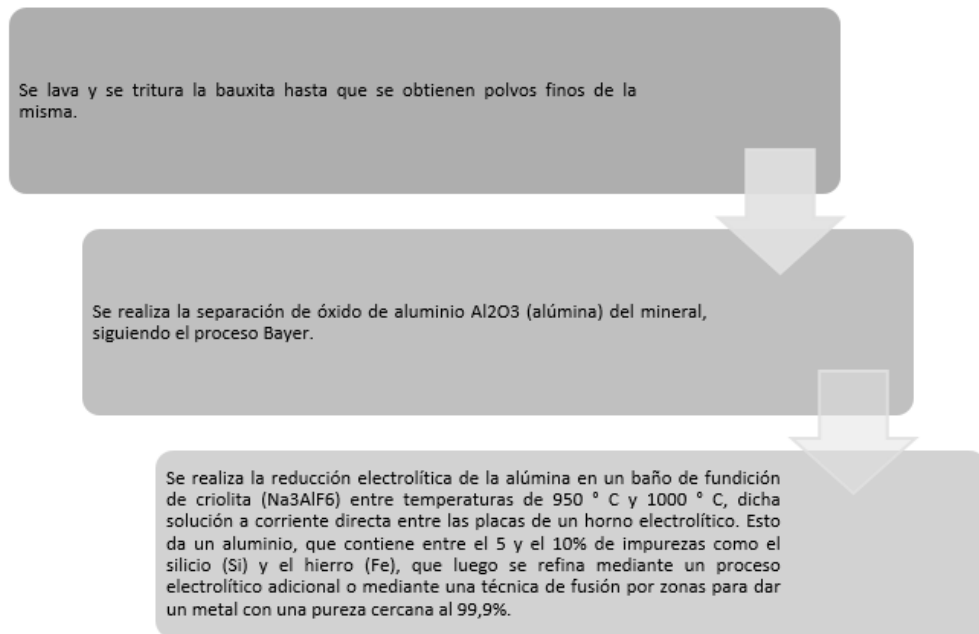 Se lava y se tritura la bauxita hasta que se obtienen polvos finos de la
misma.
Se realiza la separación de óxido de aluminio Al2O3 (alúmina) del mineral,
siguiendo el proceso Bayer.
Se realiza la reducción electrolítica de la alúmina en un baño de fundición
de criolita (Na3AlF6) entre temperaturas de 950 ° C y 1000 ° C, dicha
solución a corriente directa entre las placas de un horno electrolítico. Esto
da un aluminio, que contiene entre el 5 y el 10% de impurezas como el
silicio (Si) y el hierro (Fe), que luego se refina mediante un proceso
electrolítico adicional o mediante una técnica de fusión por zonas para dar
un metal con una pureza cercana al 99,9%.